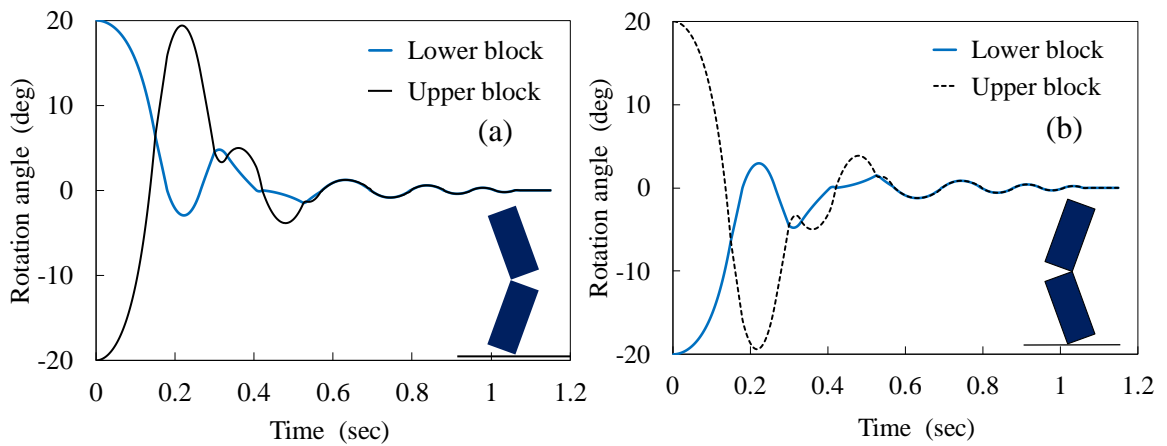 20
10
0
-10
-20
Rotation angle (deg)
Lower block
Upper block
(a)
0 0.2 0.4 0.6 0.8 1 1.2
Time (sec)
20
10
0
-10
-20
Rotation angle (deg)
Lower block
Upper block
(b)
0 0.2 0.4 0.6 0.8 1 1.2
Time (sec)